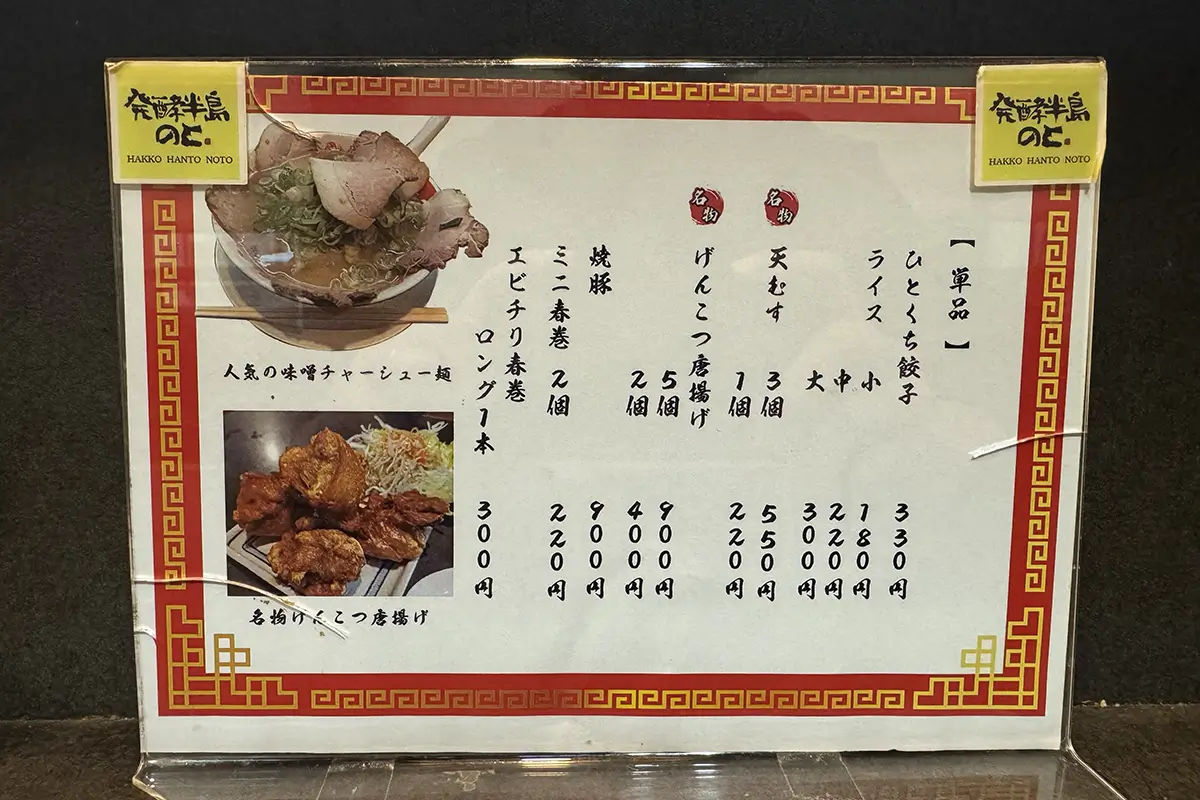 発酵半島
のと
HAKKO HANTO NOTO
発酵半島
のと
HAKKO HANTO NOTO
【単品】
ひとくち餃子 330円
ライス 小 180円
中 220円
大 300円
名物
天むす 3個 550円
1個 220円
名物
げんこつ唐揚げ 5個 900円
2個 400円
焼豚 900円
ミニ春巻 2個 220円
エビチリ春巻
ロング1本 300円
人気の味噌チャーシュー麺
名物げんこつ唐揚げ